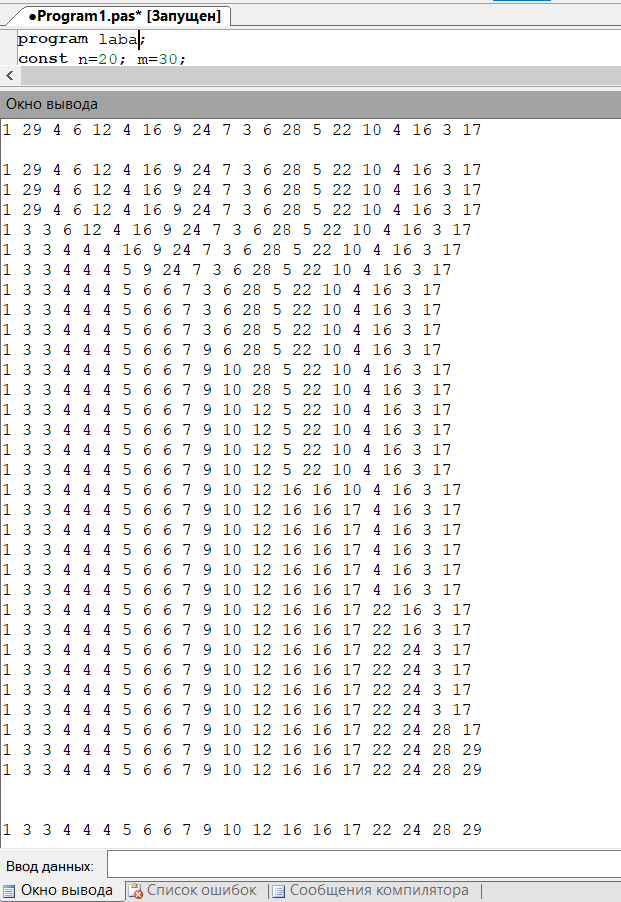 ●Program1.pas* [Запущен]
program laba;
const n=20; m=30;
Окно вывода
1 29 4 6 12 4 16 9 24 7 3 6 28 5 22 10 4 16 3 17
1 29 4 6 12 4 16 9 24 7 3 6 28 5 22 10 4 16 3 17
1 29 4 6 12 4 16 9 24 7 3 6 28 5 22 10 4 16 3 17
1 29 4 6 12 4 16 9 24 7 3 6 28 5 22 10 4 16 3 17
1 3 3 6 12 4 16 9 24 7 3 6 28 5 22 10 4 16 3 17
1 3 3 4 4 4 16 9 24 7 3 6 28 5 22 10 4 16 3 17
1 3 3 4 4 4 5 9 24 7 3 6 28 5 22 10 4 16 3 17
1 3 3 4 4 4 5 6 6 7 3 6 28 5 22 10 4 16 3 17
1 3 3 4 4 4 5 6 6 7 3 6 28 5 22 10 4 16 3 17
1 3 3 4 4 4 5 6 6 7 3 6 28 5 22 10 4 16 3 17
1 3 3 4 4 4 5 6 6 7 9 6 28 5 22 10 4 16 3 17
1 3 3 4 4 4 5 6 6 7 9 10 28 5 22 10 4 16 3 17
1 3 3 4 4 4 5 6 6 7 9 10 28 5 22 10 4 16 3 17
1 3 3 4 4 4 5 6 6 7 9 10 12 5 22 10 4 16 3 17
1 3 3 4 4 4 5 6 6 7 9 10 12 5 22 10 4 16 3 17
1 3 3 4 4 4 5 6 6 7 9 10 12 5 22 10 4 16 3 17
1 3 3 4 4 4 5 6 6 7 9 10 12 5 22 10 4 16 3 17
1 3 3 4 4 4 5 6 6 7 9 10 12 16 16 10 4 16 3 17
1 3 3 4 4 4 5 6 6 7 9 10 12 16 16 17 4 16 3 17
1 3 3 4 4 4 5 6 6 7 9 10 12 16 16 17 4 16 3 17
1 3 3 4 4 4 5 6 6 7 9 10 12 16 16 17 4 16 3 17
1 3 3 4 4 4 5 6 6 7 9 10 12 16 16 17 4 16 3 17
1 3 3 4 4 4 5 6 6 7 9 10 12 16 16 17 4 16 3 17
1 3 3 4 4 4 5 6 6 7 9 10 12 16 16 17 22 16 3 17
1 3 3 4 4 4 5 6 6 7 9 10 12 16 16 17 22 16 3 17
1 3 3 4 4 4 5 6 6 7 9 10 12 16 16 17 22 24 3 17
1 3 3 4 4 4 5 6 6 7 9 10 12 16 16 17 22 24 3 17
1 3 3 4 4 4 5 6 6 7 9 10 12 16 16 17 22 24 3 17
1 3 3 4 4 4 5 6 6 7 9 10 12 16 16 17 22 24 3 17
1 3 3 4 4 4 5 6 6 7 9 10 12 16 16 17 22 24 28 17
1 3 3 4 4 4 5 6 6 7 9 10 12 16 16 17 22 24 28 29
1 3 3 4 4 4 5 6 6 7 9 10 12 16 16 17 22 24 28 29
1 3 3 4 4 4 5 6 6 7 9 10 12 16 16 17 22 24 28 29
Ввод данных:
Окно вывода Список ошибок Сообщения компилятора